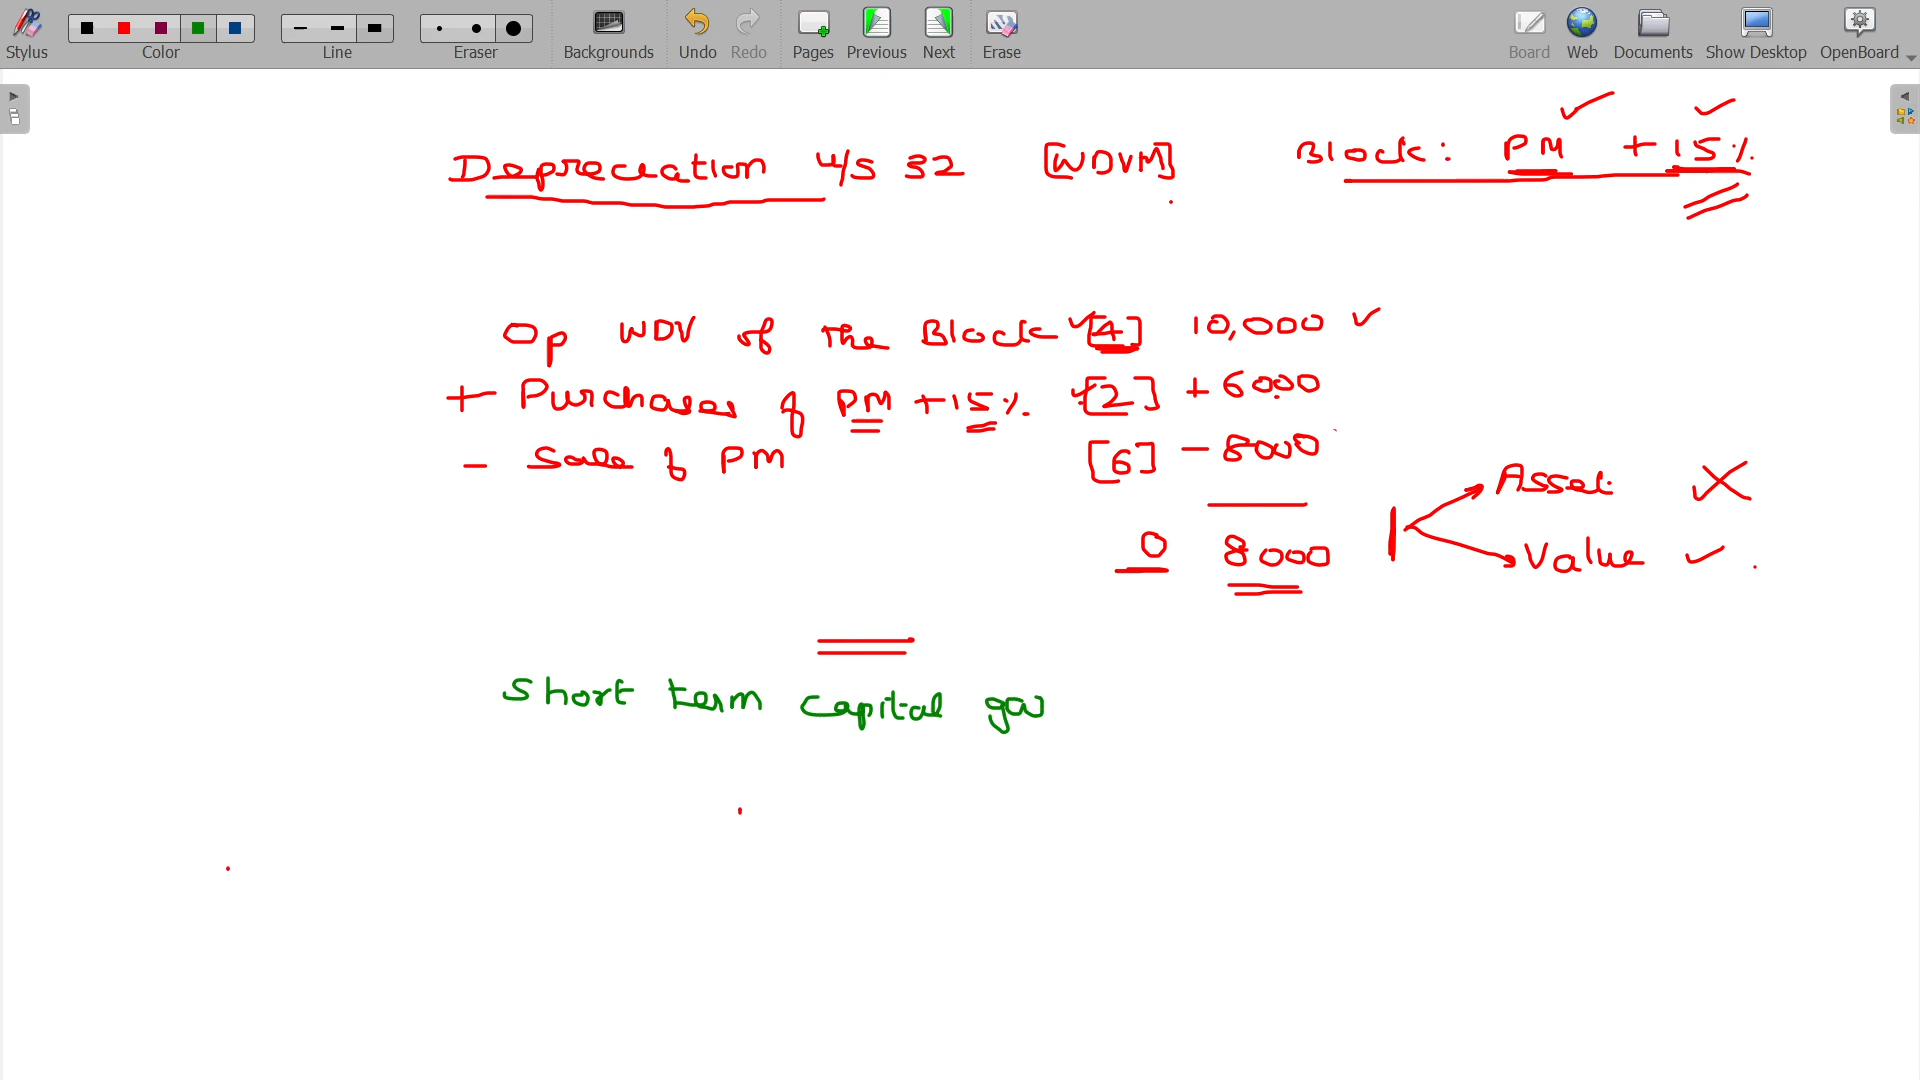 Stylus Color Line Eraser Backgrounds Undo Redo Pages Previous Next Erase Board Web Documents Show Desktop OpenBoard
Depreciation u/s 32 [WDVM] Block: PM + 15%
Op WDV of the Block [4] 10,000
+ Purchases of PM + 15% [2] + 6000
- Sale of PM [6] - 8000
Asset
0 8000
Value
Short term capital gai